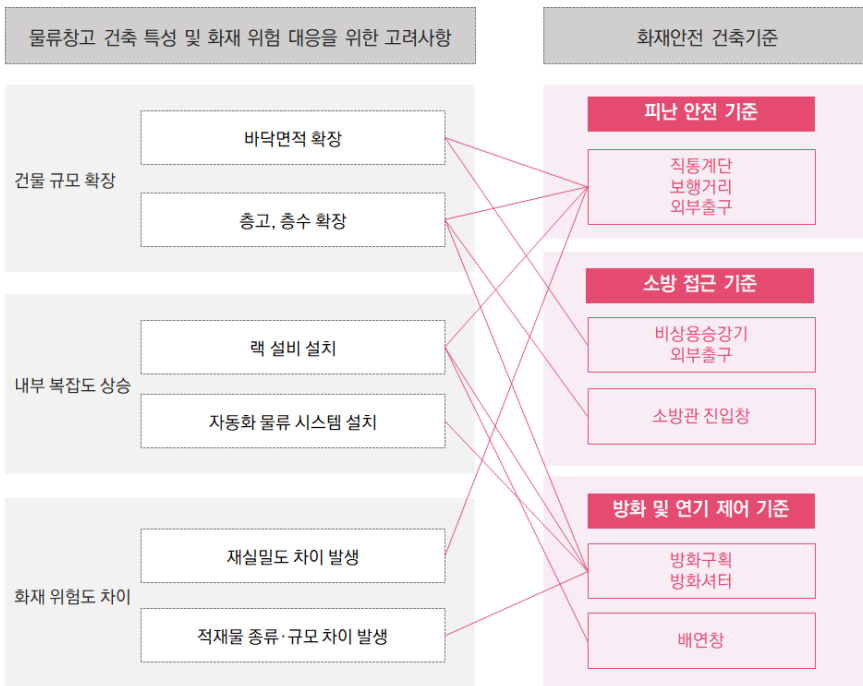 물류창고 건축 특성 및 화재 위험 대응을 위한 고려사항
화재안전 건축기준
건물 규모 확장
바닥면적 확장
층고, 층수 확장
내부 복잡도 상승
랙 설비 설치
자동화 물류 시스템 설치
화재 위험도 차이
재실밀도 차이 발생
적재물 종류·규모 차이 발생
피난 안전 기준
직통계단
보행거리
외부출구
소방 접근 기준
비상용승강기
외부출구
소방관 진입창
방화 및 연기 제어 기준
방화구획
방화셔터
배연창